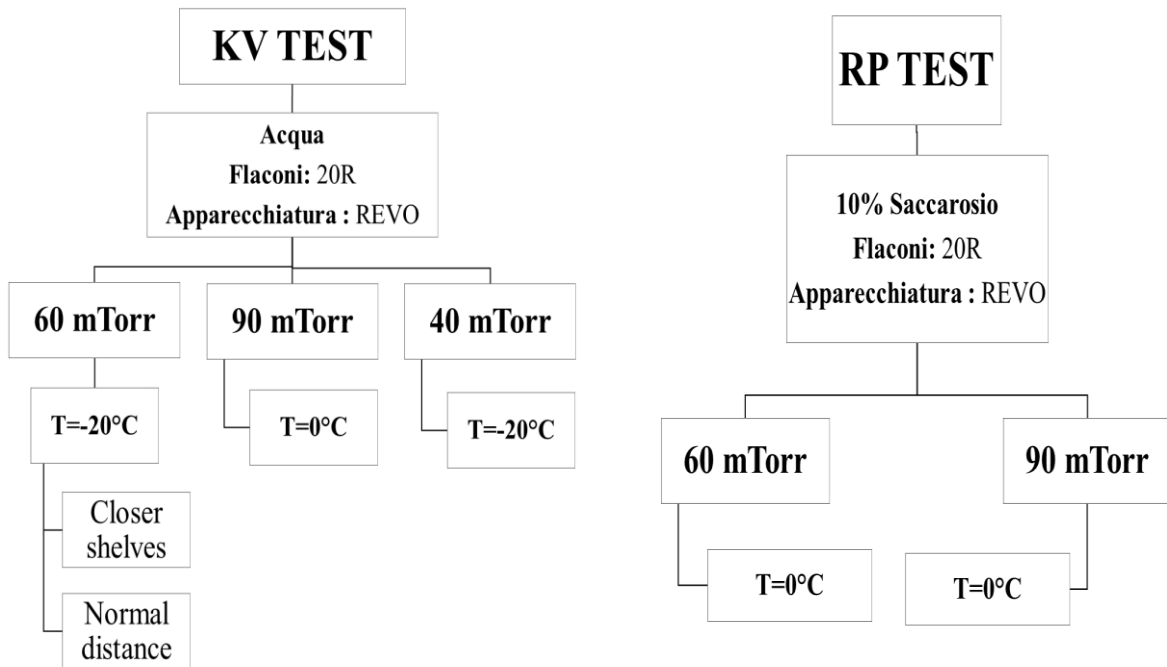 KV TEST
Acqua
Flaconi: 20R
Apparecchiatura : REVO
60 mTorr
90 mTorr
40 mTorr
T=-20°C
T=0°C
T=-20°C
Closer
shelves
Normal
distance
RP TEST
10% Saccarosio
Flaconi: 20R
Apparecchiatura : REVO
60 mTorr
90 mTorr
T=0°C
T=0°C